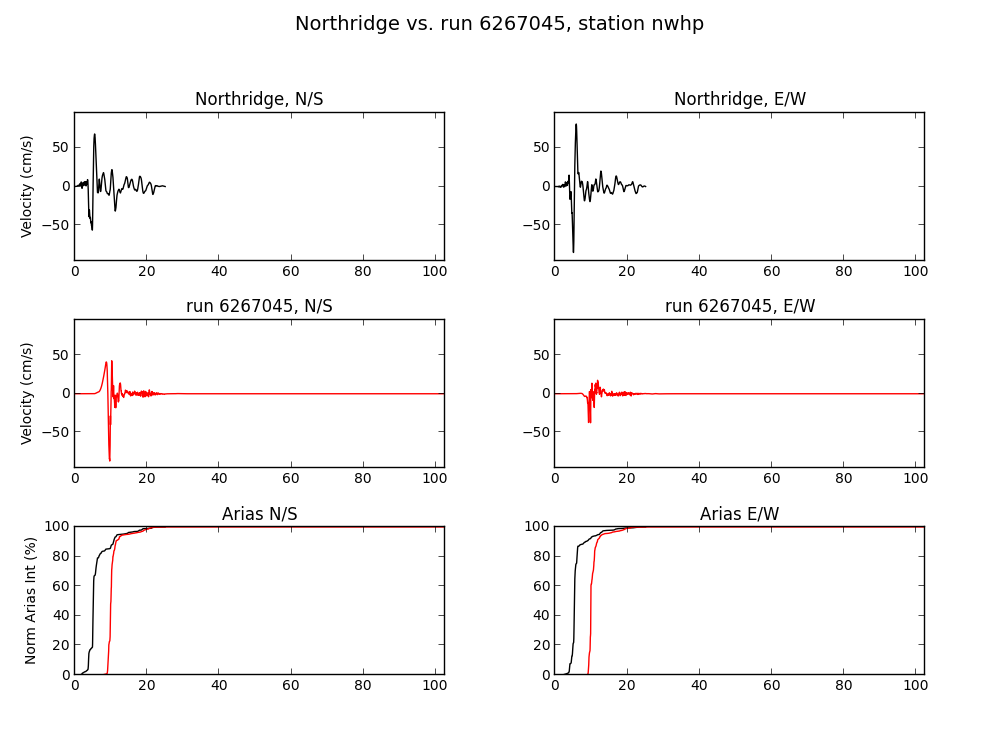 Northridge vs. run 6267045, station nwhp
Northridge, N/S
Velocity (cm/s)
50
0
−50
0 20 40 60 80 100
Northridge, E/W
50
0
−50
0 20 40 60 80 100
run 6267045, N/S
Velocity (cm/s)
50
0
−50
0 20 40 60 80 100
run 6267045, E/W
50
0
−50
0 20 40 60 80 100
Arias N/S
Norm Arias Int (%)
100
80
60
40
20
0
0 20 40 60 80 100
Arias E/W
100
80
60
40
20
0
0 20 40 60 80 100